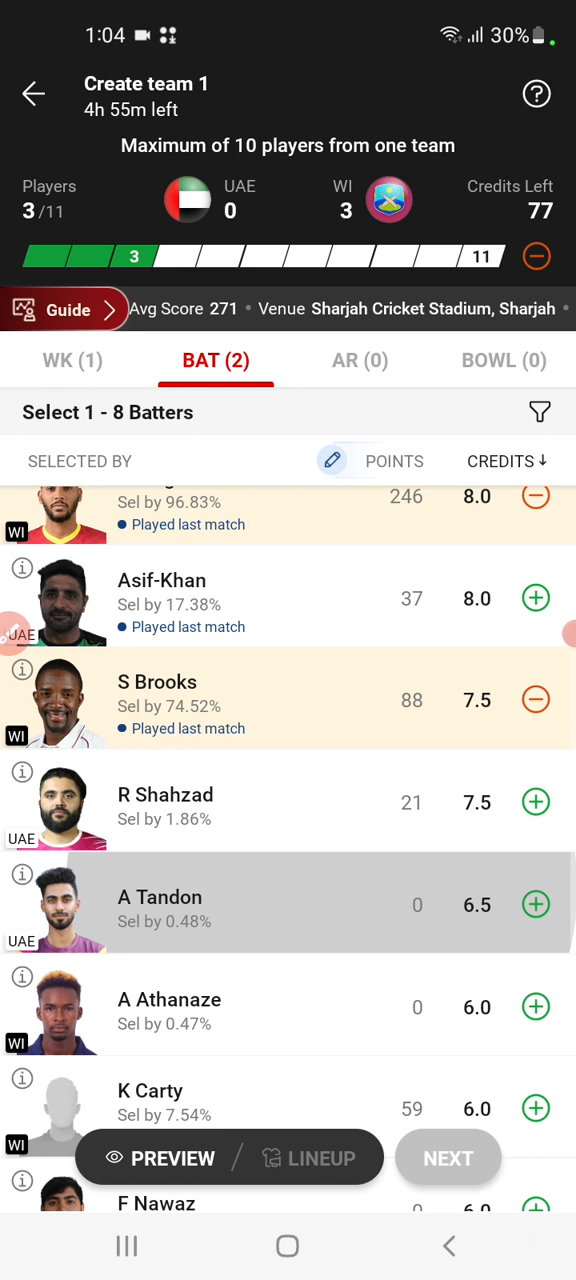 1:04
30%
Create team 1
4h 55m left
Maximum of 10 players from one team
Players
3/11
UAE
0
WI
3
Credits Left
77
3
11
Guide
Avg Score 271 • Venue Sharjah Cricket Stadium, Sharjah •
WK (1)
BAT (2)
AR (0)
BOWL (0)
Select 1 - 8 Batters
SELECTED BY
POINTS
CREDITS↓
Sel by 96.83%
246
8.0
Played last match
WI
Asif-Khan
Sel by 17.38%
37
8.0
Played last match
UAE
S Brooks
Sel by 74.52%
88
7.5
Played last match
WI
R Shahzad
Sel by 1.86%
21
7.5
UAE
A Tandon
Sel by 0.48%
0
6.5
UAE
A Athanaze
Sel by 0.47%
0
6.0
WI
K Carty
Sel by 7.54%
59
6.0
WI
PREVIEW / LINEUP
NEXT
F Nawaz
0
6.0